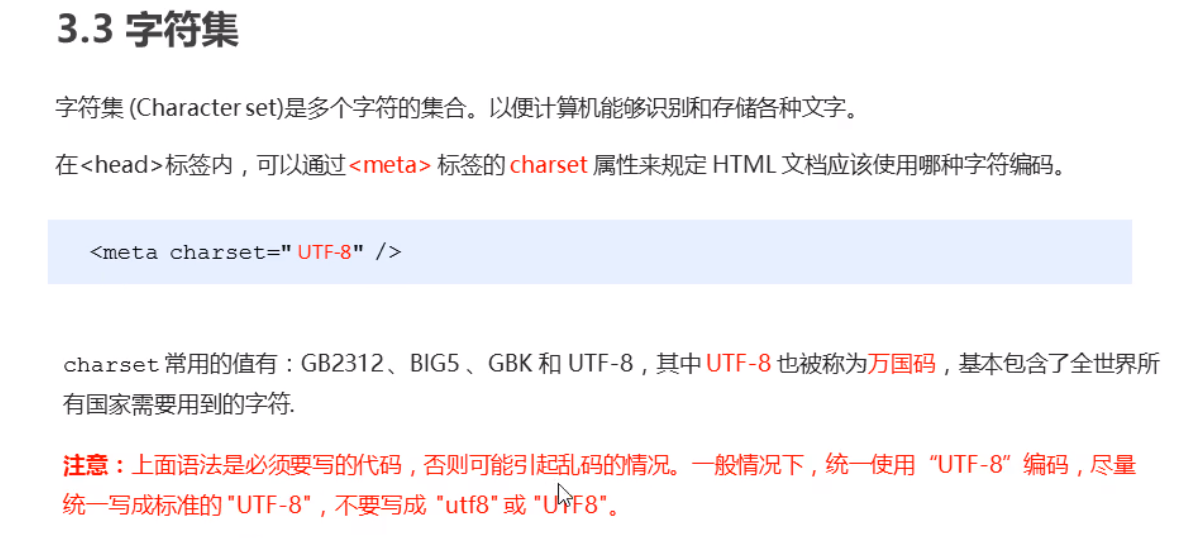 3.3 字符集
字符集 (Character set)是多个字符的集合。以便计算机能够识别和存储各种文字。
在<head>标签内，可以通过<meta> 标签的 charset 属性来规定 HTML 文档应该使用哪种字符编码。
<meta charset=" UTF-8" />
charset 常用的值有：GB2312、BIG5 、GBK 和 UTF-8，其中 UTF-8 也被称为万国码，基本包含了全世界所
有国家需要用到的字符.
注意：上面语法是必须要写的代码，否则可能引起乱码的情况。一般情况下，统一使用“UTF-8”编码，尽量
统一写成标准的 "UTF-8"，不要写成 "utf8" 或 "UTF8"。